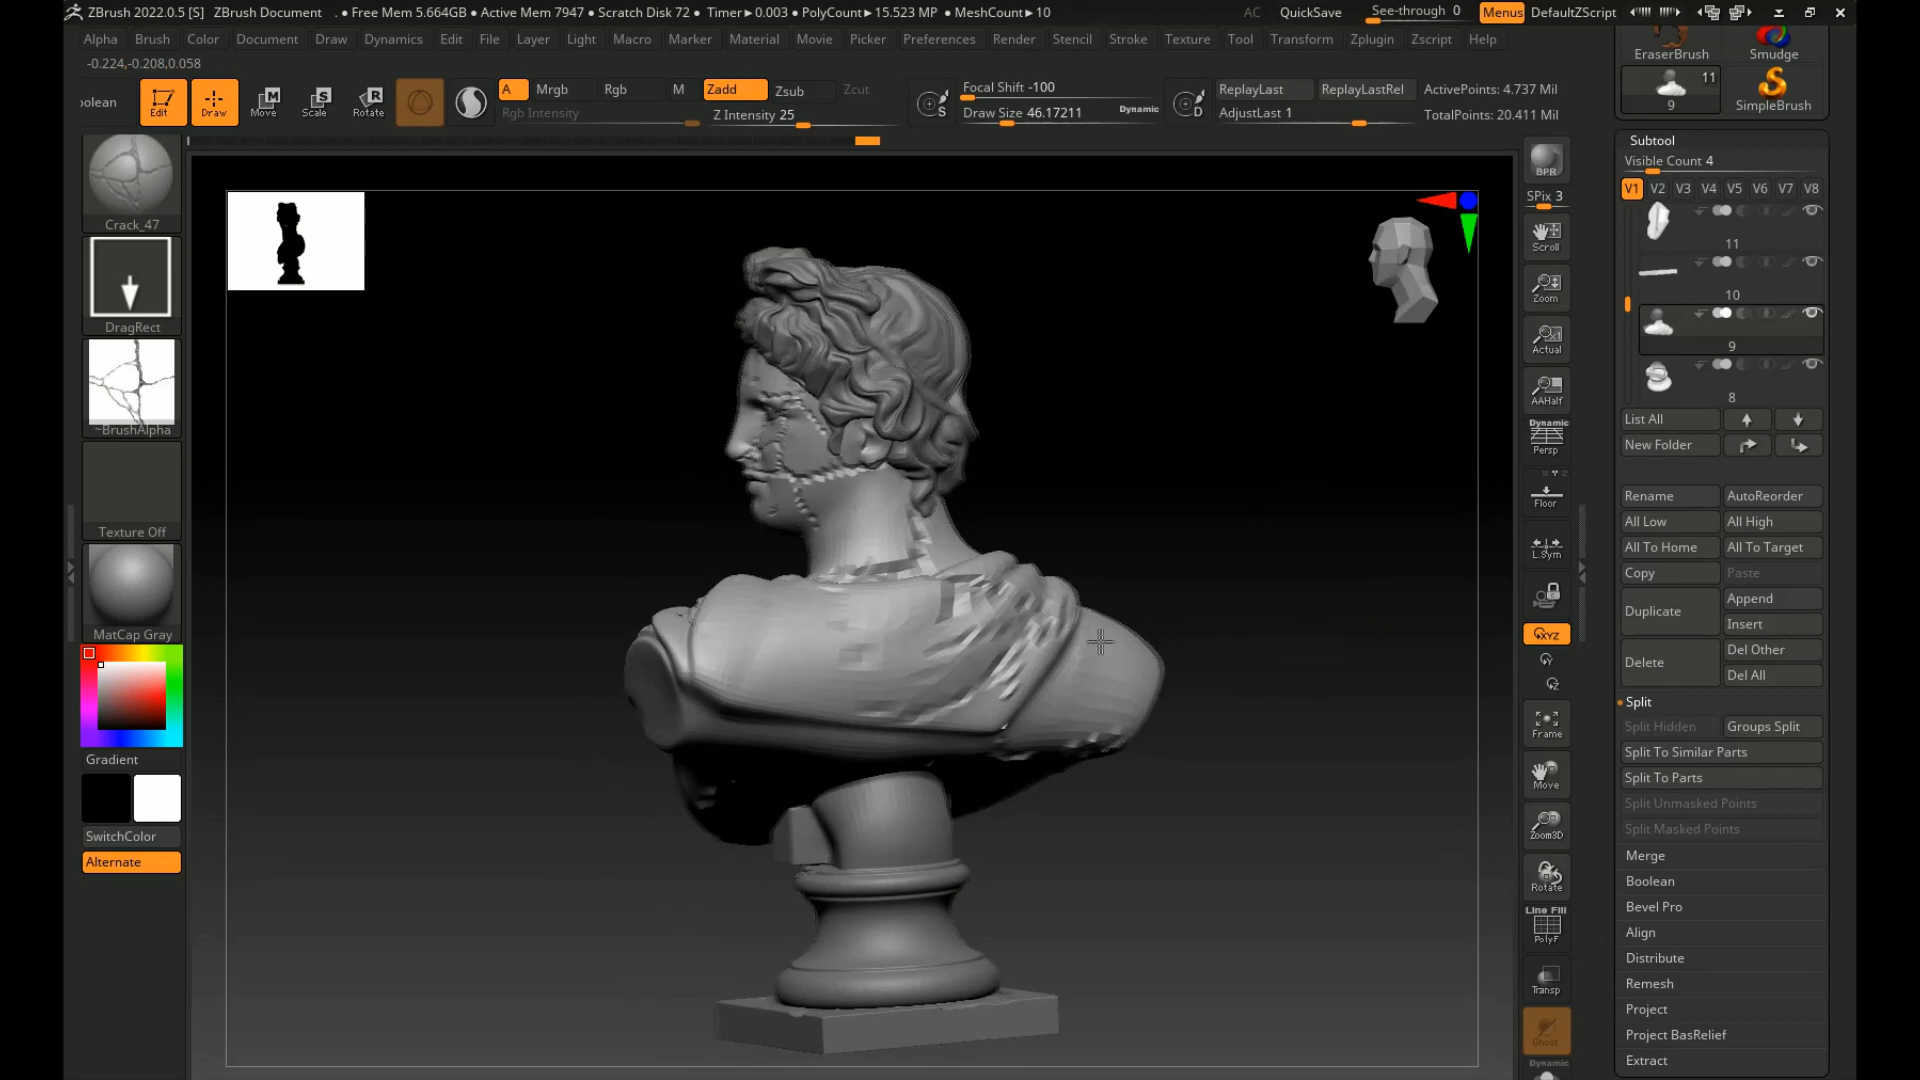 ZBrush 2022.0.5 [S] ZBrush Document . ● Free Mem 5.664GB ● Active Mem 7947 ● Scratch Disk 72 ● Timer►0.003 ● PolyCount►15.523 MP ● MeshCount►10 AC QuickSave See-through 0 Menus DefaultZScript
Alpha Brush Color Document Draw Dynamics Edit File Layer Light Macro Marker Material Movie Picker Preferences Render Stencil Stroke Texture Tool Transform Zplugin Zscript Help
-0.224,-0.208,0.058
oolean Edit Draw Move Scale Rotate
M S R
A Mrgb Rgb M Zadd Zsub Zcut
Rgb Intensity Z Intensity 25
S Focal Shift -100
Draw Size 46.17211 Dynamic
D ReplayLast ReplayLastRel ActivePoints: 4.737 Mil
AdjustLast 1 TotalPoints: 20.411 Mil
EraserBrush Smudge
11
9 SimpleBrush
Crack_47
DragRect
~BrushAlpha
Texture Off
MatCap Gray
Gradient
SwitchColor
Alternate
BPR
SPix 3
Scroll
Zoom
Actual
AAHalf
Dynamic
Persp
Floor
L.Sym
XYZ
Y
Z
Frame
Move
Zoom3D
Rotate
Line Fill
PolyF
Transp
Ghost
Dynamic
Subtool
Visible Count 4
V1 V2 V3 V4 V5 V6 V7 V8
11
10
9
8
List All
New Folder
Rename AutoReorder
All Low All High
All To Home All To Target
Copy Paste
Duplicate Append
Insert
Delete Del Other
Del All
Split
Split Hidden Groups Split
Split To Similar Parts
Split To Parts
Split Unmasked Points
Split Masked Points
Merge
Boolean
Bevel Pro
Align
Distribute
Remesh
Project
Project BasRelief
Extract